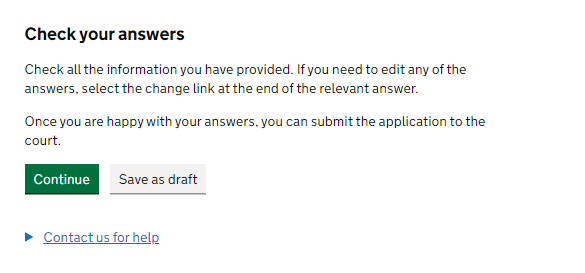 Check your answers
Check all the information you have provided. If you need to edit any of the
answers, select the change link at the end of the relevant answer.
Once you are happy with your answers, you can submit the application to the
court.
Continue Save as draft
Contact us for help